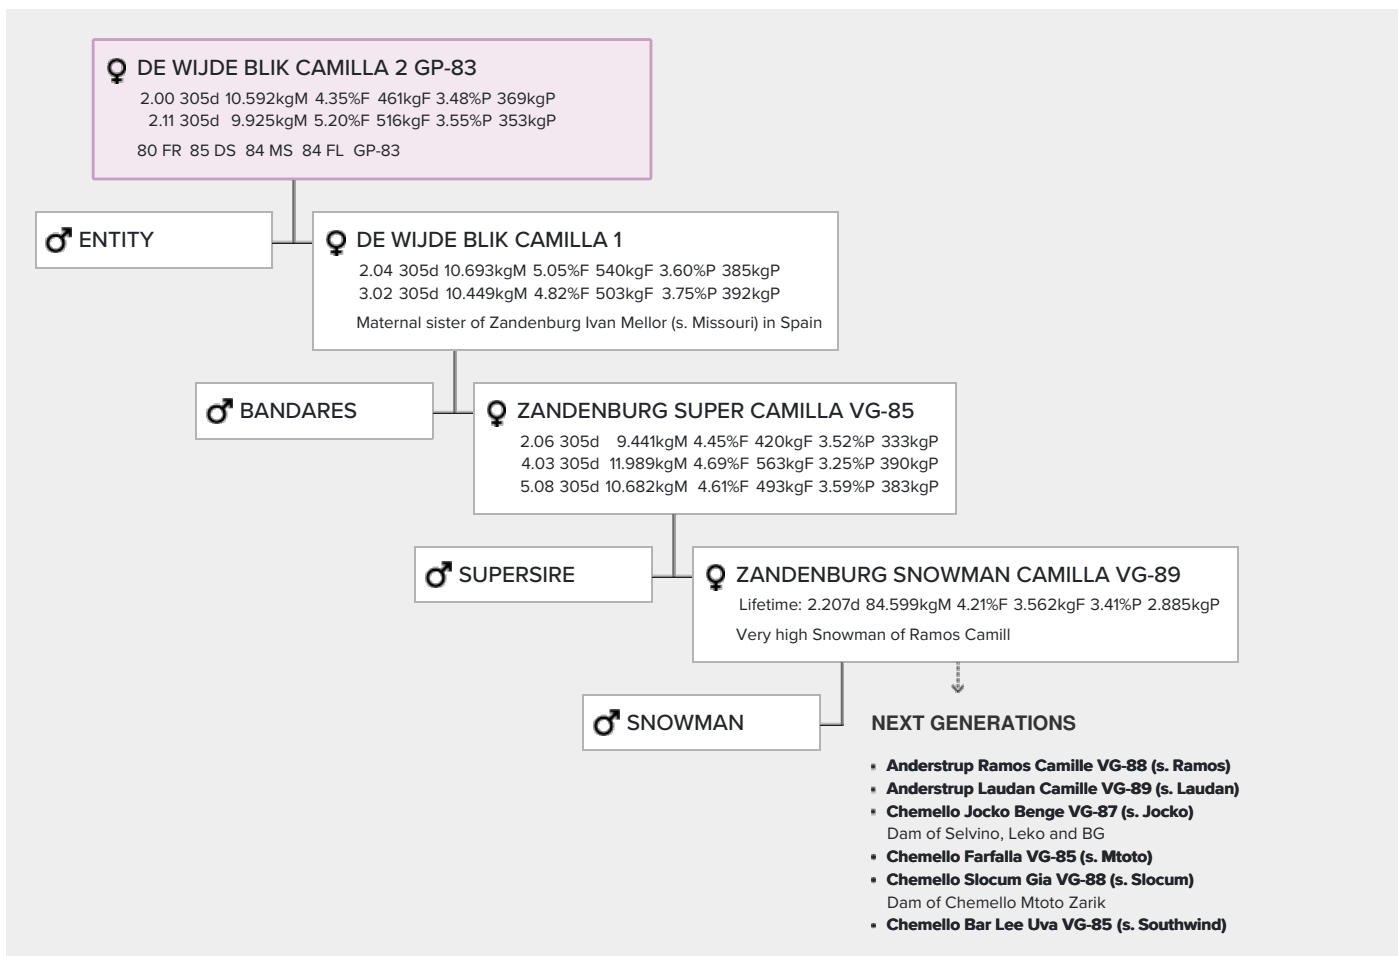 DE WIJDE BLIK CAMILLA 2 GP-83
2.00 305d 10.592kgM 4.35%F 461kgF 3.48%P 369kgP
2.11 305d 9.925kgM 5.20%F 516kgF 3.55%P 353kgP
80 FR 85 DS 84 MS 84 FL GP-83
ENTITY
DE WIJDE BLIK CAMILLA 1
2.04 305d 10.693kgM 5.05%F 540kgF 3.60%P 385kgP
3.02 305d 10.449kgM 4.82%F 503kgF 3.75%P 392kgP
Maternal sister of Zandenburg Ivan Mellor (s. Missouri) in Spain
BANDARES
ZANDENBURG SUPER CAMILLA VG-85
2.06 305d 9.441kgM 4.45%F 420kgF 3.52%P 333kgP
4.03 305d 11.989kgM 4.69%F 563kgF 3.25%P 390kgP
5.08 305d 10.682kgM 4.61%F 493kgF 3.59%P 383kgP
SUPERSIRE
ZANDENBURG SNOWMAN CAMILLA VG-89
Lifetime: 2.207d 84.599kgM 4.21%F 3.562kgF 3.41%P 2.885kgP
Very high Snowman of Ramos Camill
SNOWMAN
NEXT GENERATIONS
▪ Anderstrup Ramos Camille VG-88 (s. Ramos)
▪ Anderstrup Laudan Camille VG-89 (s. Laudan)
▪ Chemello Jocko Benge VG-87 (s. Jocko)
Dam of Selvino, Leko and BG
▪ Chemello Farfalla VG-85 (s. Mtoto)
▪ Chemello Slocum Gia VG-88 (s. Slocum)
Dam of Chemello Mtoto Zarik
▪ Chemello Bar Lee Uva VG-85 (s. Southwind)